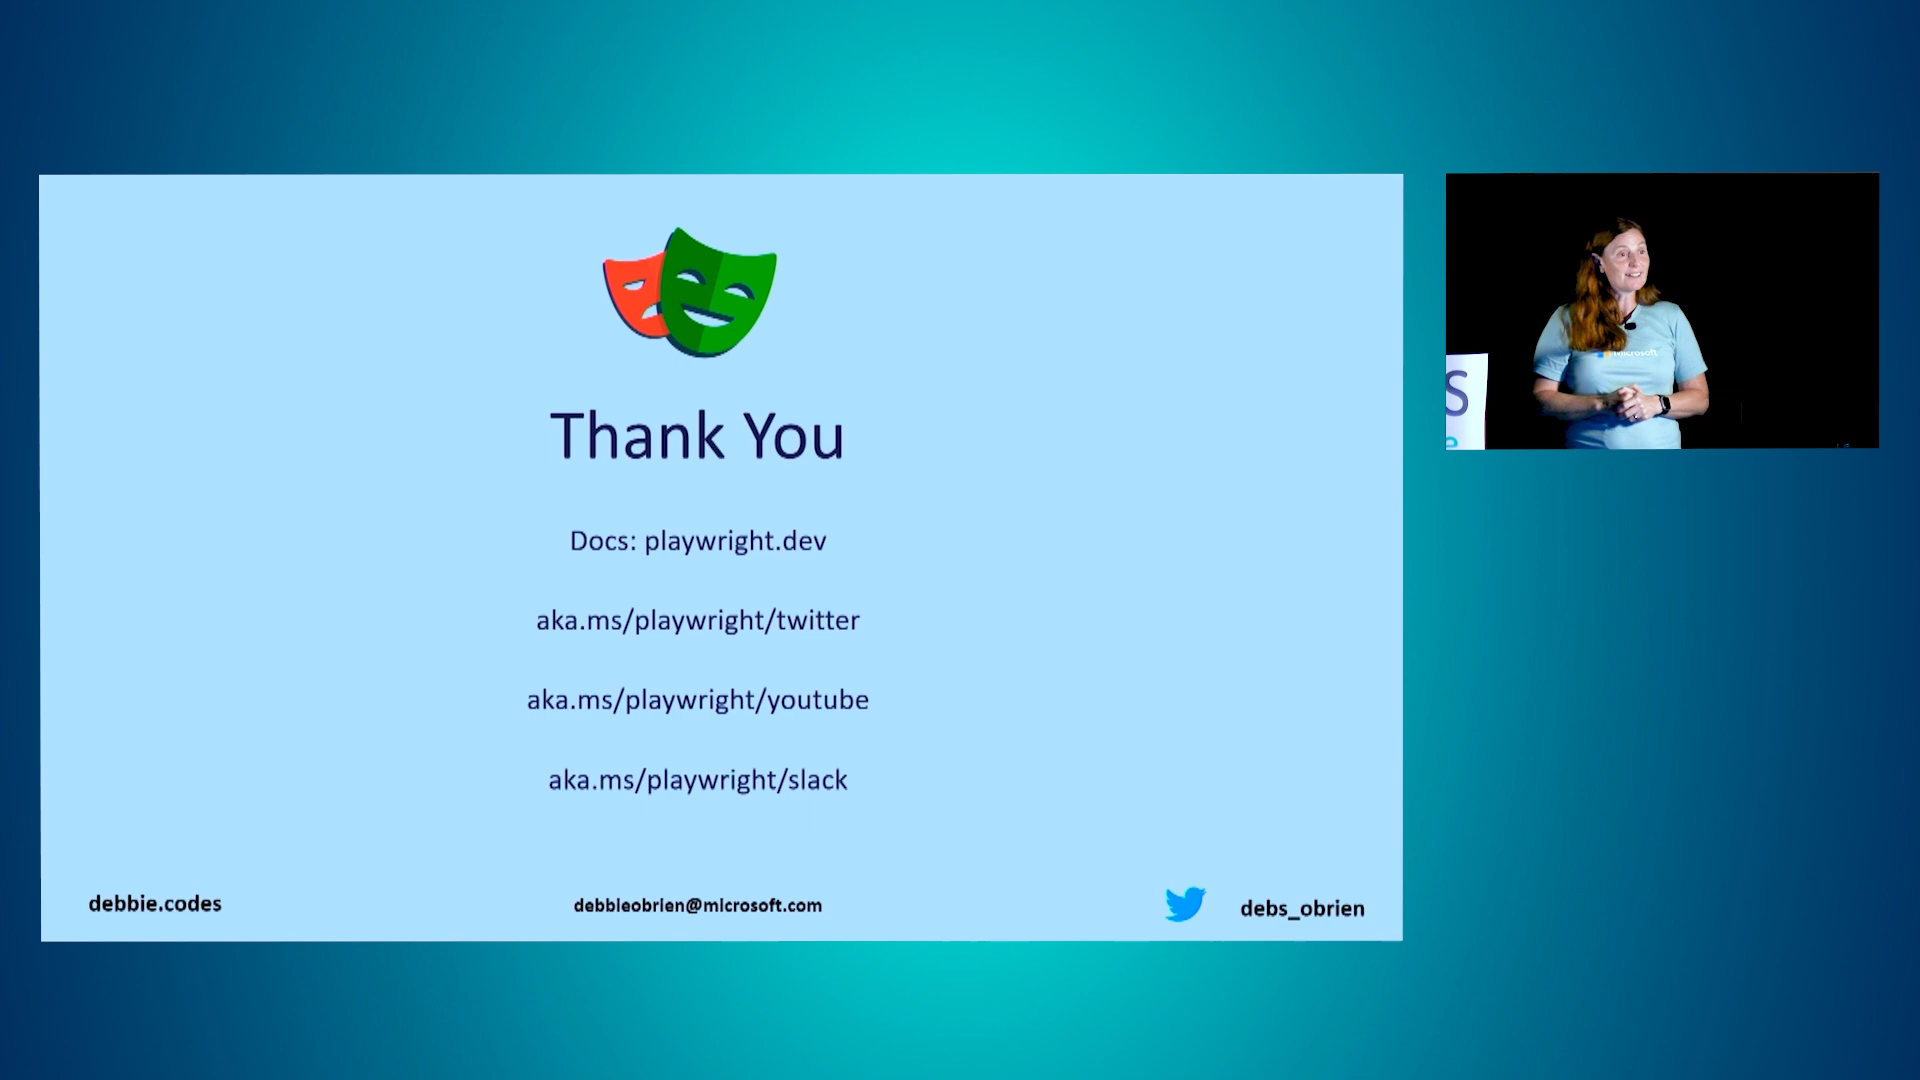 Thank You
Docs: playwright.dev
aka.ms/playwright/twitter
aka.ms/playwright/youtube
aka.ms/playwright/slack
debbie.codes
debbieobrien@microsoft.com
debs_obrien
Microsoft
S
e